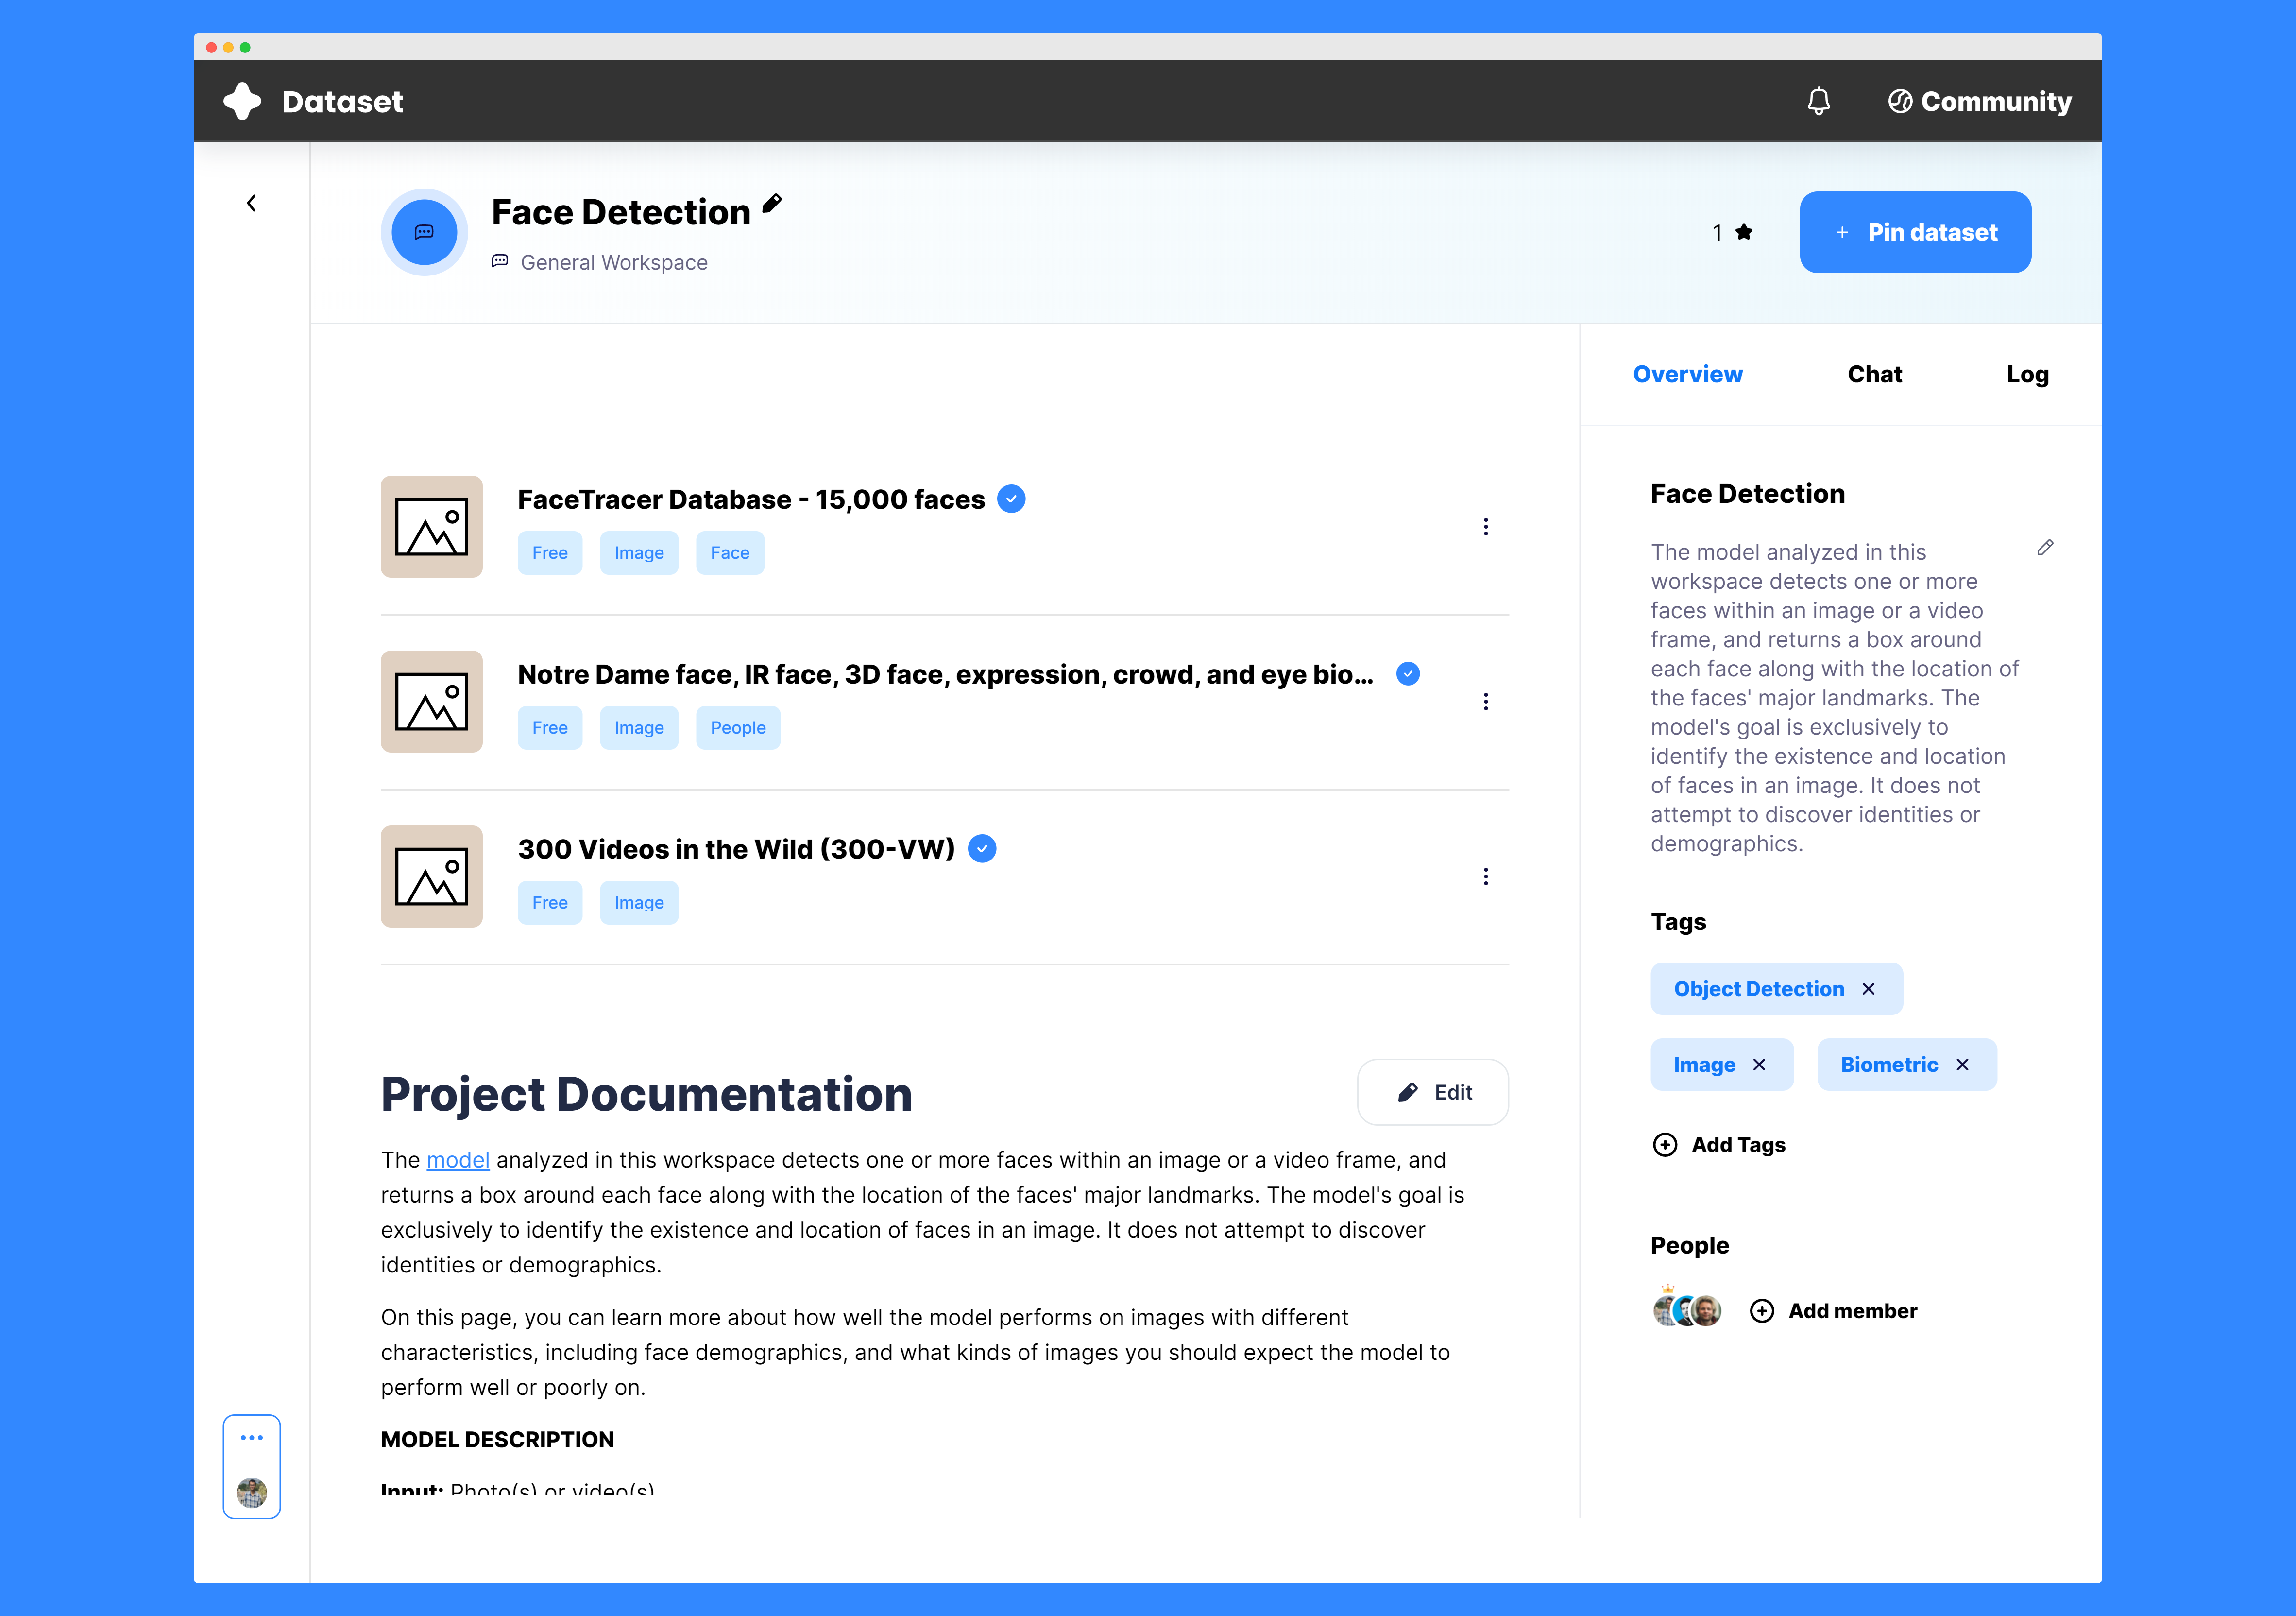 Dataset
Community
Face Detection
General Workspace
1
Pin dataset
FaceTracer Database - 15,000 faces
Free
Image
Face
Notre Dame face, IR face, 3D face, expression, crowd, and eye bio...
Free
Image
People
300 Videos in the Wild (300-VW)
Free
Image
Project Documentation
Edit
The model analyzed in this workspace detects one or more faces within an image or a video frame, and
returns a box around each face along with the location of the faces' major landmarks. The model's goal is
exclusively to identify the existence and location of faces in an image. It does not attempt to discover
identities or demographics.
On this page, you can learn more about how well the model performs on images with different
characteristics, including face demographics, and what kinds of images you should expect the model to
perform well or poorly on.
MODEL DESCRIPTION
Input: Photo(s) or video(s)
Overview
Chat
Log
Face Detection
The model analyzed in this
workspace detects one or more
faces within an image or a video
frame, and returns a box around
each face along with the location of
the faces' major landmarks. The
model's goal is exclusively to
identify the existence and location
of faces in an image. It does not
attempt to discover identities or
demographics.
Tags
Object Detection
Image
Biometric
Add Tags
People
Add member